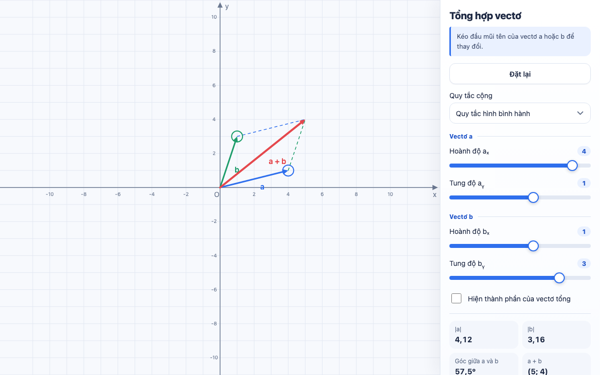 y
10
8
6
4
2
-2
-4
-6
-8
-10
-10
-8
-6
-4
-2
O
2
4
6
8
10
x
a
b
a + b
Tổng hợp vectơ
Kéo đầu mũi tên của vectơ a hoặc b để
thay đổi.
Đặt lại
Quy tắc cộng
Quy tắc hình bình hành
Vectơ a
Hoành độ aₓ 4
Tung độ aᵧ 1
Vectơ b
Hoành độ bₓ 1
Tung độ bᵧ 3
Hiện thành phần của vectơ tổng
|a| |b|
4,12 3,16
Góc giữa a và b a + b
57,5° (5; 4)